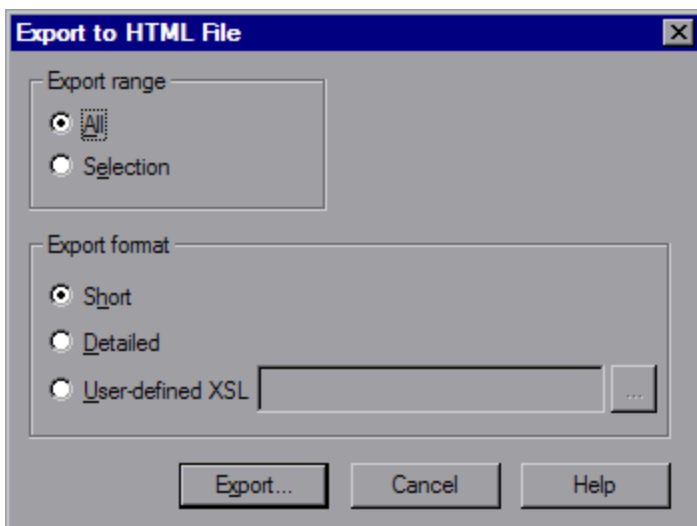 Export to HTML File
Export range
All
Selection
Export format
Short
Detailed
User-defined XSL
...
Export... Cancel Help